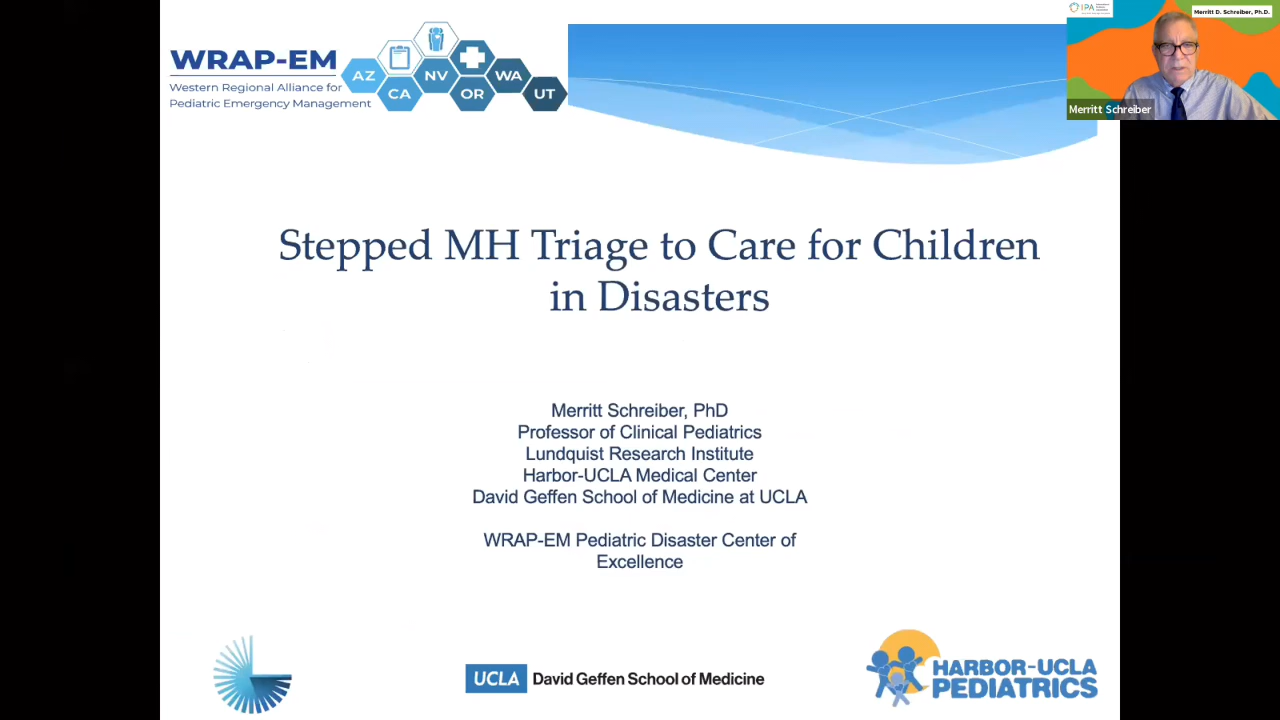 WRAP-EM
Western Regional Alliance for
Pediatric Emergency Management
AZ
CA
NV
OR
WA
UT
IPA
Merritt D. Schreiber, Ph.D.
Merritt Schreiber
Stepped MH Triage to Care for Children
in Disasters
Merritt Schreiber, PhD
Professor of Clinical Pediatrics
Lundquist Research Institute
Harbor-UCLA Medical Center
David Geffen School of Medicine at UCLA
WRAP-EM Pediatric Disaster Center of
Excellence
UCLA David Geffen School of Medicine
HARBOR-UCLA
PEDIATRICS